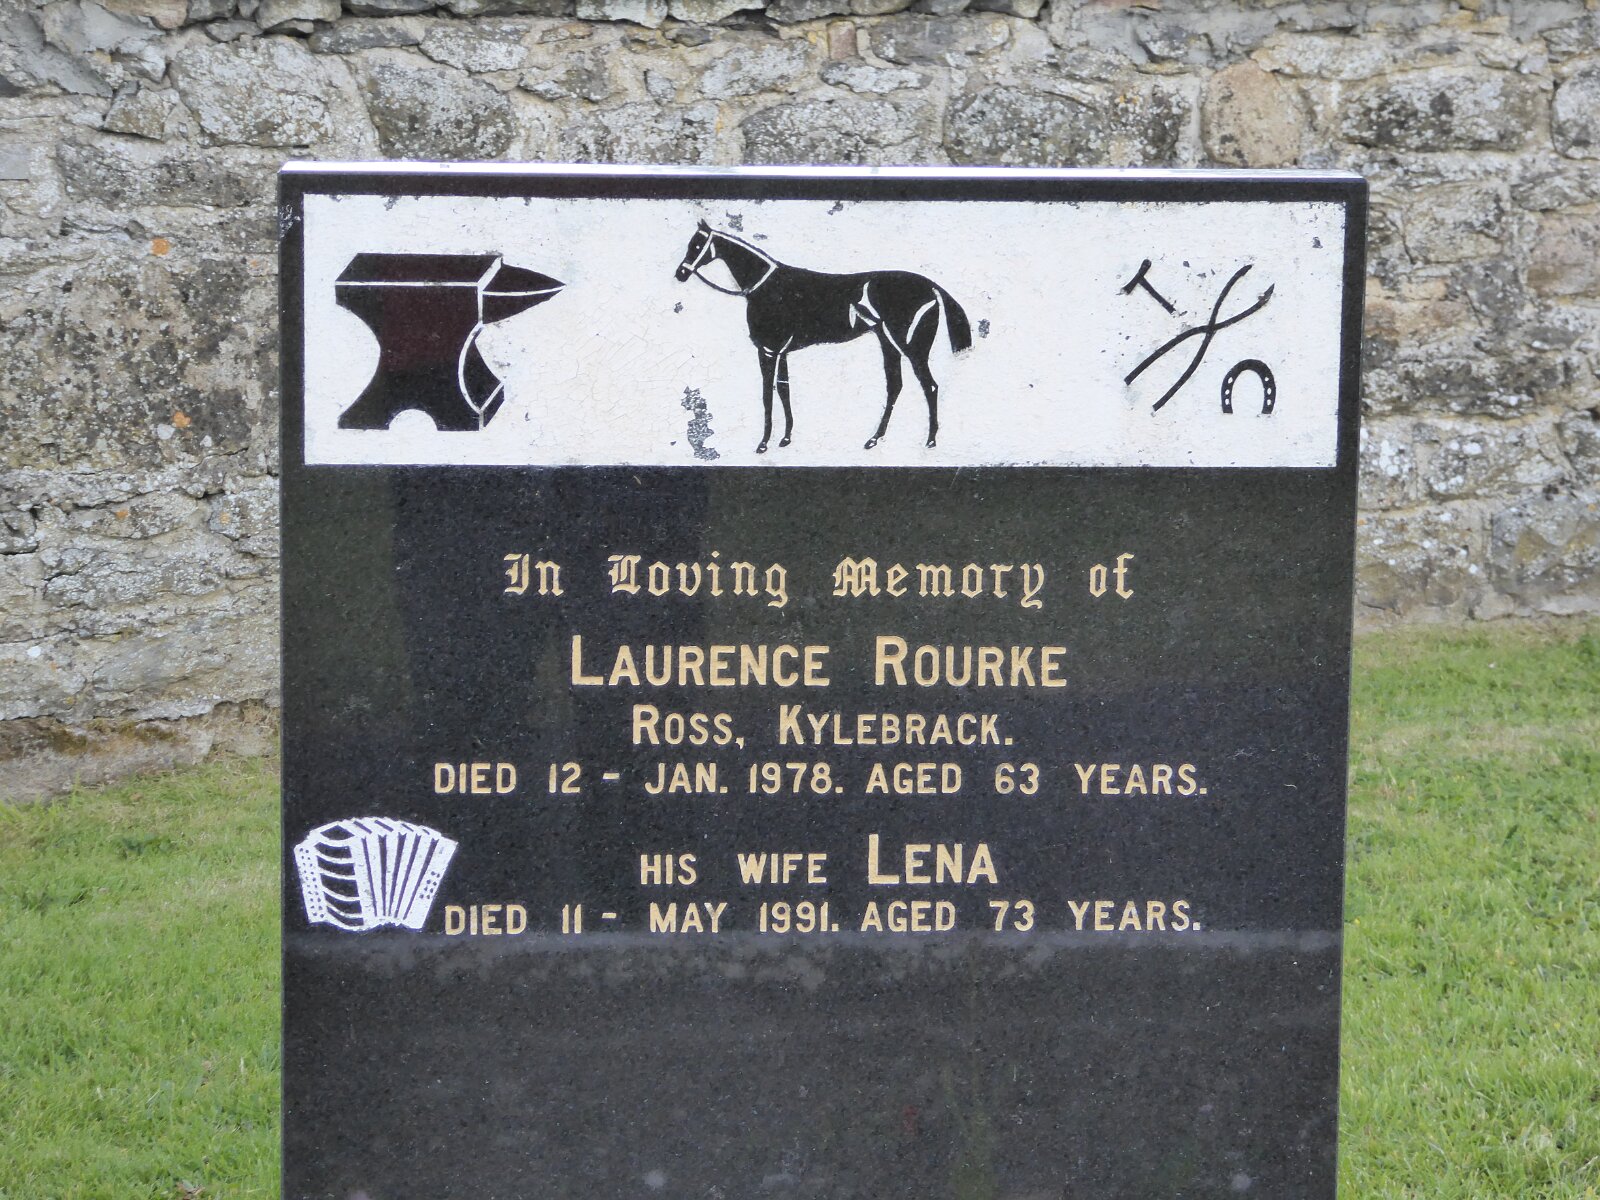 In Loving Memory of
LAURENCE ROURKE
ROSS, KYLEBRACK.
DIED 12 - JAN. 1978. AGED 63 YEARS.
HIS WIFE LENA
DIED 11 - MAY 1991. AGED 73 YEARS.